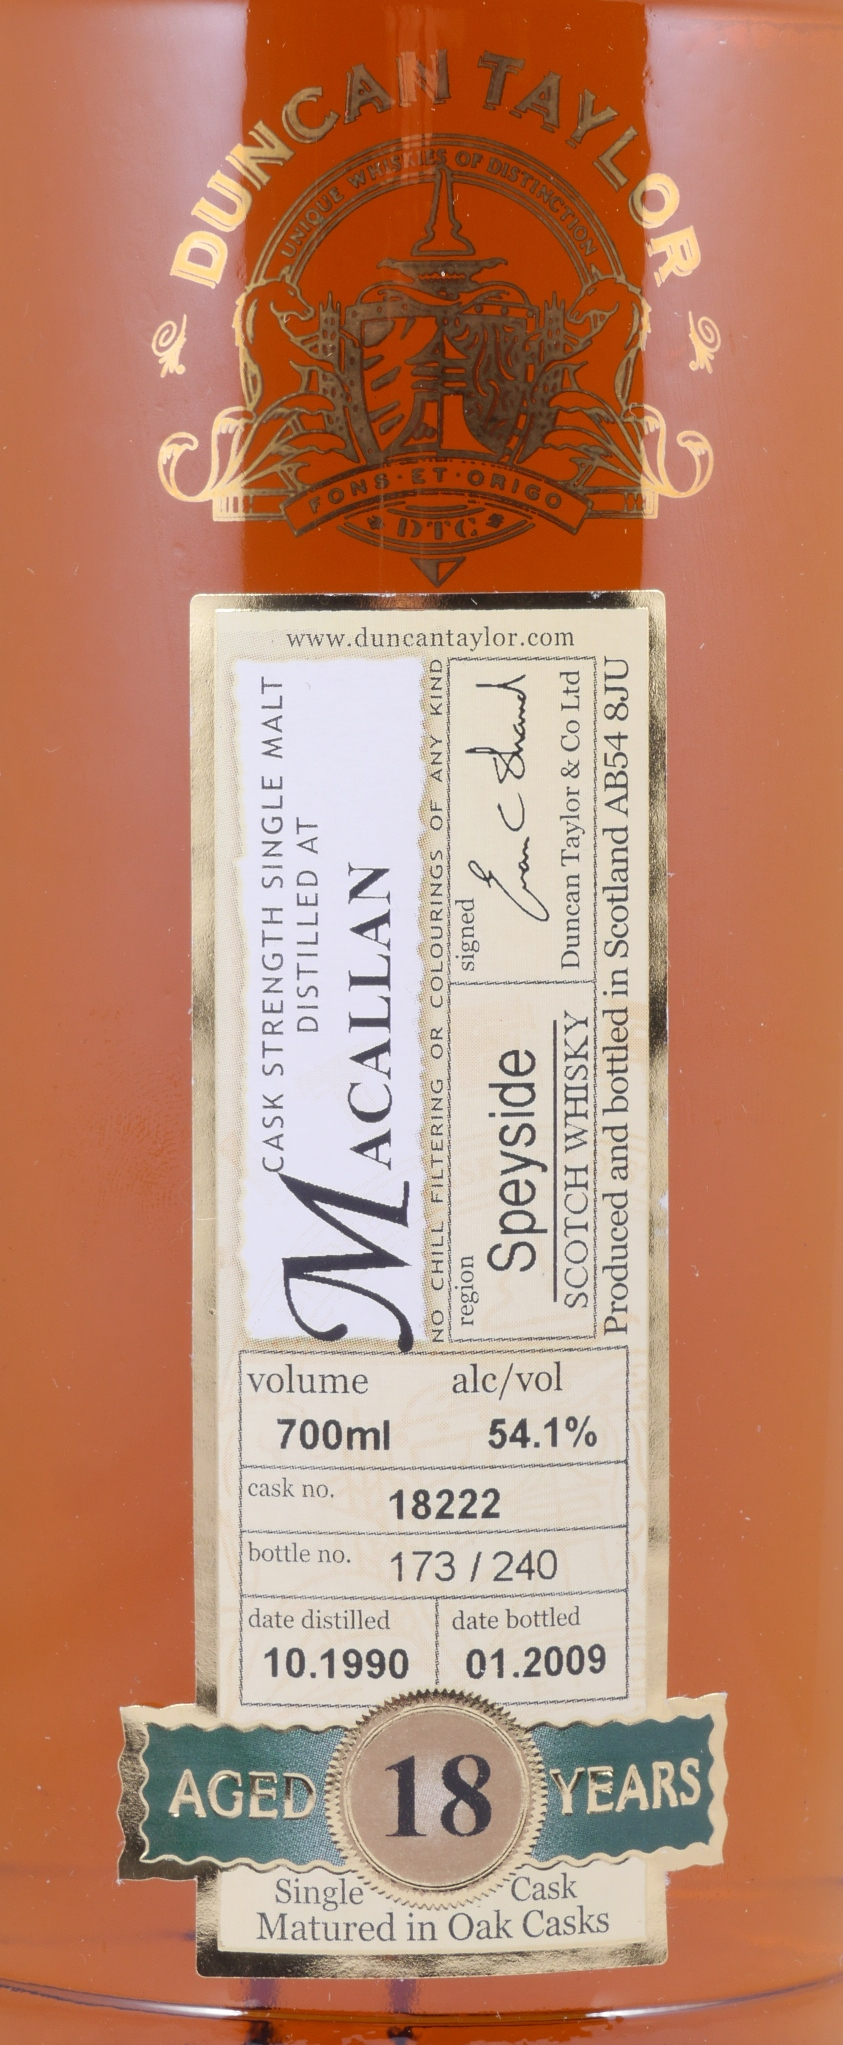 DUNCAN TAYLOR
UNIQUE WHISKIES OF DISTINCTION
FONS·ET·ORIGO
DTC
www.duncantaylor.com
CASK STRENGTH SINGLE MALT
DISTILLED AT
MACALLAN
NO CHILL FILTERING OR COLOURINGS OF ANY KIND
region
Speyside
SCOTCH WHISKY
signed
Euan C Shand
Duncan Taylor & Co Ltd
Produced and bottled in Scotland AB54 8JU
volume
700ml
alc/vol
54.1%
cask no. 18222
bottle no. 173 / 240
date distilled
10.1990
date bottled
01.2009
AGED 18 YEARS
Single Cask
Matured in Oak Casks